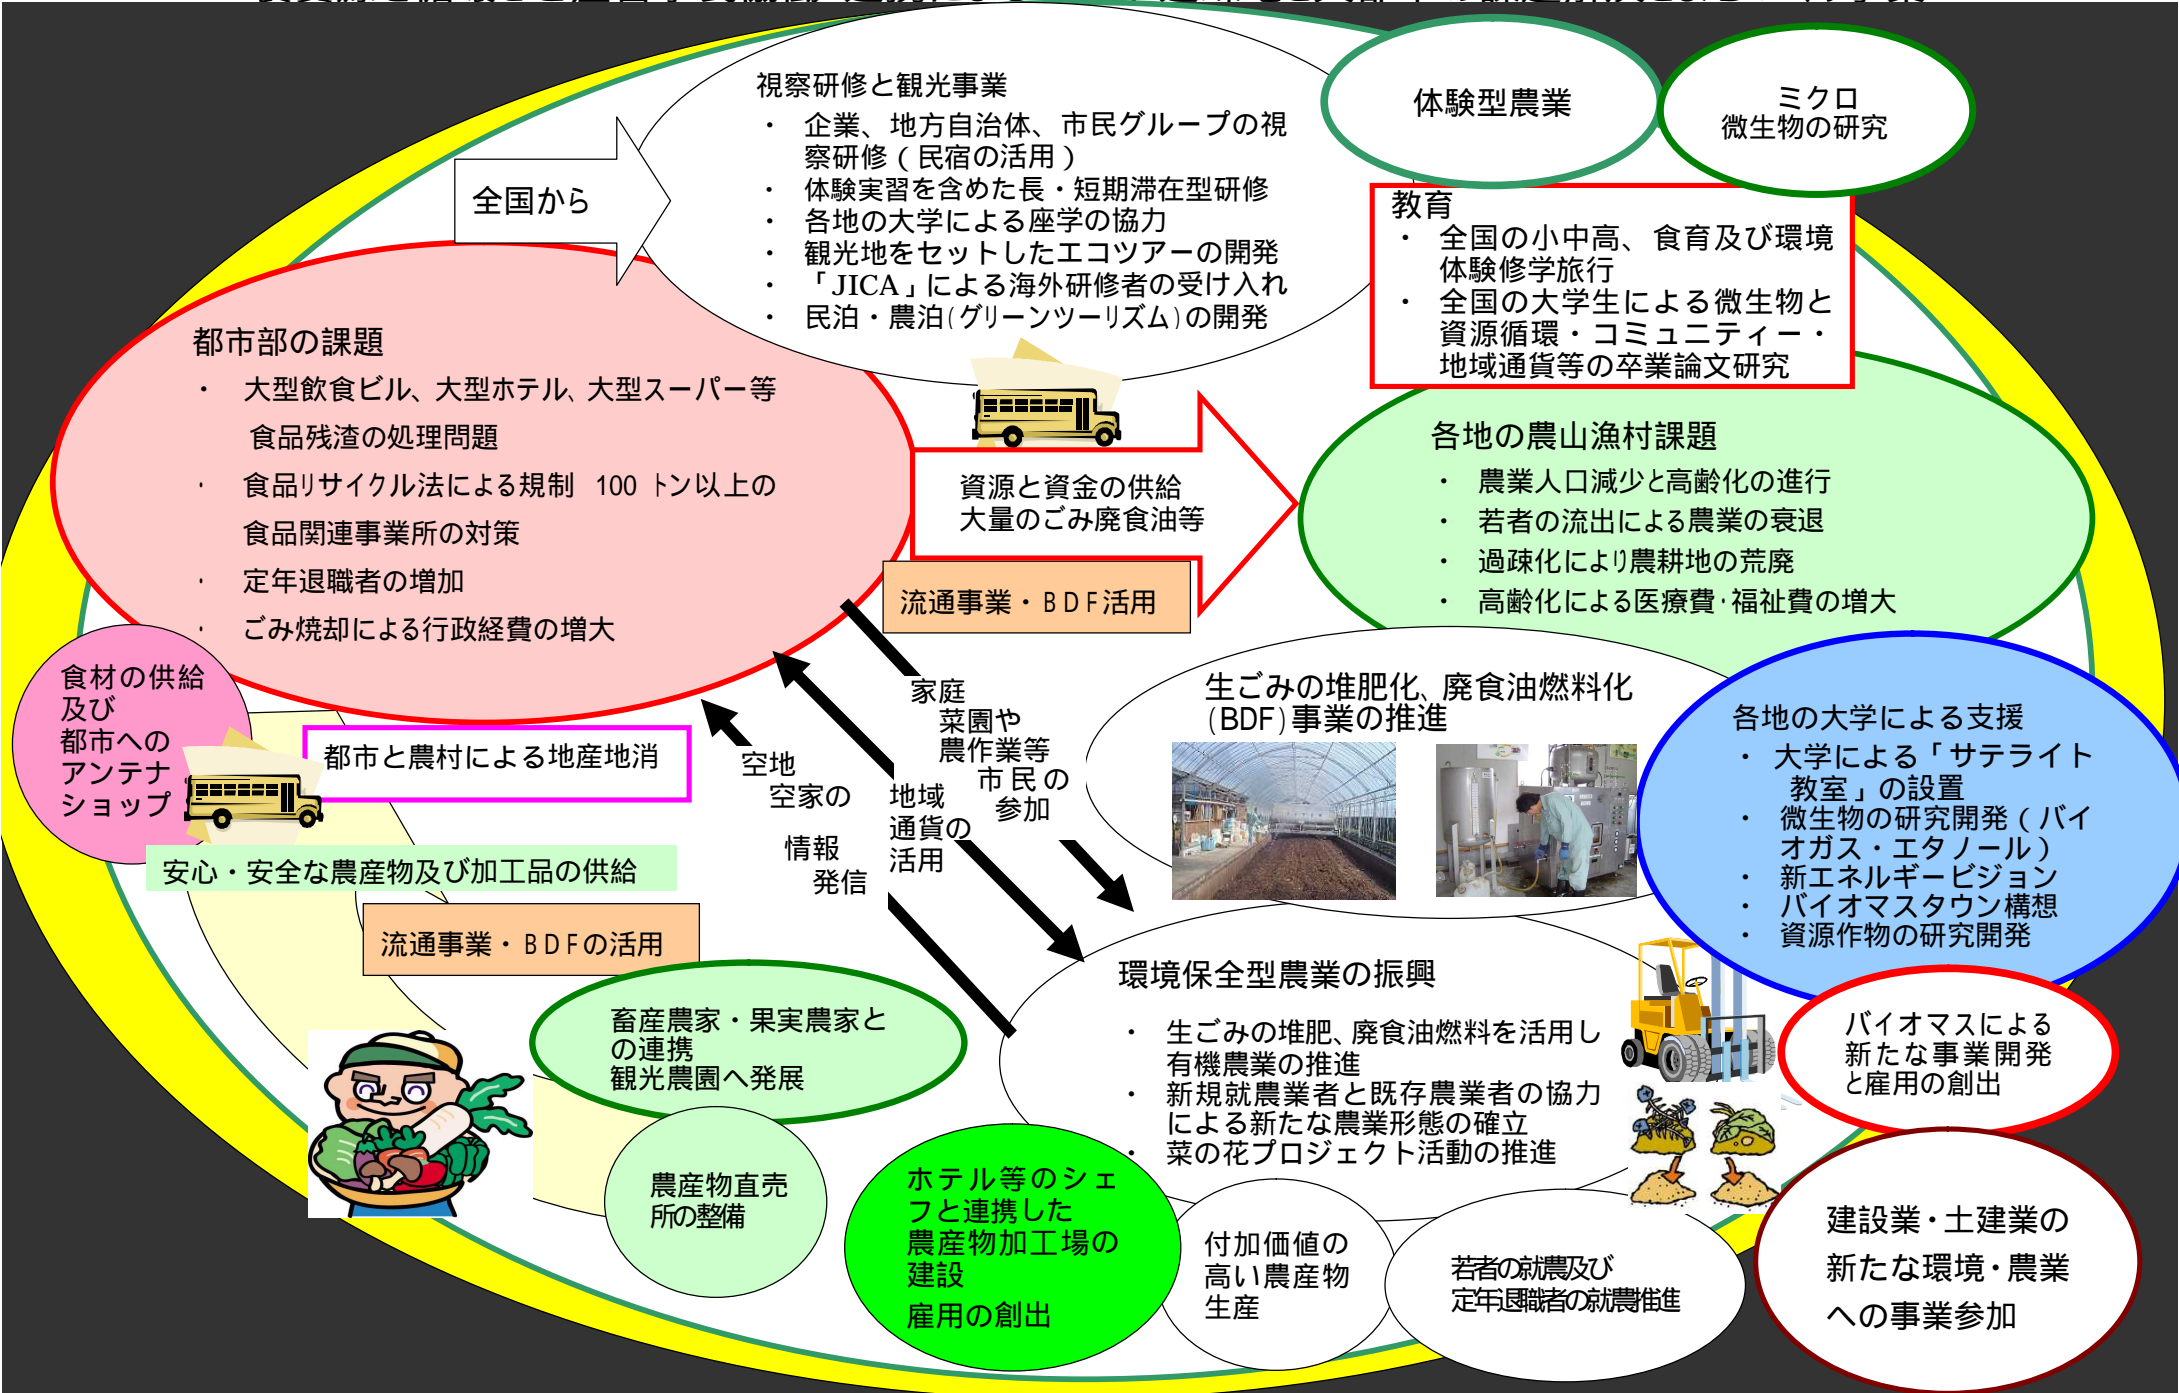 視察研修と観光事業
・ 企業、地方自治体、市民グループの視
察研修（民宿の活用）
・ 体験実習を含めた長・短期滞在型研修
・ 各地の大学による座学の協力
・ 観光地をセットしたエコツアーの開発
・ 「JICA」による海外研修者の受け入れ
・ 民泊・農泊(グリーンツーリズム)の開発
体験型農業
ミクロ
微生物の研究
全国から
教育
・ 全国の小中高、食育及び環境
体験修学旅行
・ 全国の大学生による微生物と
資源循環・コミュニティー・
地域通貨等の卒業論文研究
都市部の課題
・ 大型飲食ビル、大型ホテル、大型スーパー等
食品残渣の処理問題
・ 食品リサイクル法による規制 100 トン以上の
食品関連事業所の対策
・ 定年退職者の増加
・ ごみ焼却による行政経費の増大
資源と資金の供給
大量のごみ廃食油等
流通事業・BDF活用
各地の農山漁村課題
・ 農業人口減少と高齢化の進行
・ 若者の流出による農業の衰退
・ 過疎化により農耕地の荒廃
・ 高齢化による医療費・福祉費の増大
食材の供給
及び
都市への
アンテナ
ショップ
都市と農村による地産地消
安心・安全な農産物及び加工品の供給
流通事業・BDFの活用
空地
空家の
情報
発信
地域
通貨の
活用
家庭
菜園や
農作業等
市民の
参加
生ごみの堆肥化、廃食油燃料化
(BDF)事業の推進
各地の大学による支援
・ 大学による「サテライト
教室」の設置
・ 微生物の研究開発（バイ
オガス・エタノール）
・ 新エネルギービジョン
・ バイオマスタウン構想
・ 資源作物の研究開発
環境保全型農業の振興
・ 生ごみの堆肥、廃食油燃料を活用し
有機農業の推進
・ 新規就農業者と既存農業者の協力
による新たな農業形態の確立
・ 菜の花プロジェクト活動の推進
畜産農家・果実農家と
の連携
観光農園へ発展
バイオマスによる
新たな事業開発
と雇用の創出
農産物直売
所の整備
ホテル等のシェ
フと連携した
農産物加工場の
建設
雇用の創出
付加価値の
高い農産物
生産
若者の就農及び
定年退職者の就農推進
建設業・土建業の
新たな環境・農業
への事業参加